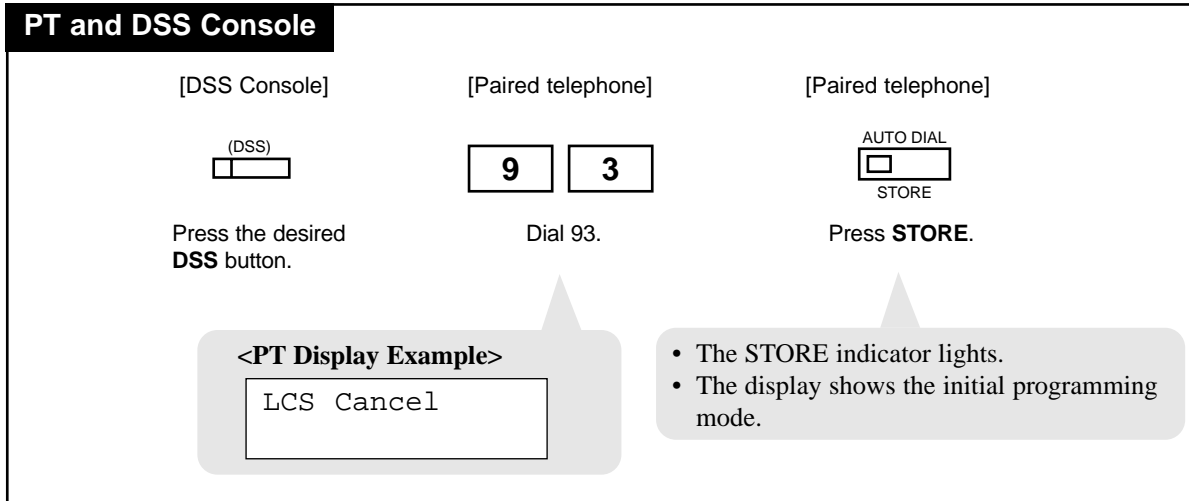 PT and DSS Console
[DSS Console]
[Paired telephone]
[Paired telephone]
(DSS)
9 3
AUTO DIAL
STORE
Press the desired
DSS button.
Dial 93.
Press STORE.
<PT Display Example>
LCS Cancel
• The STORE indicator lights.
• The display shows the initial programming
mode.